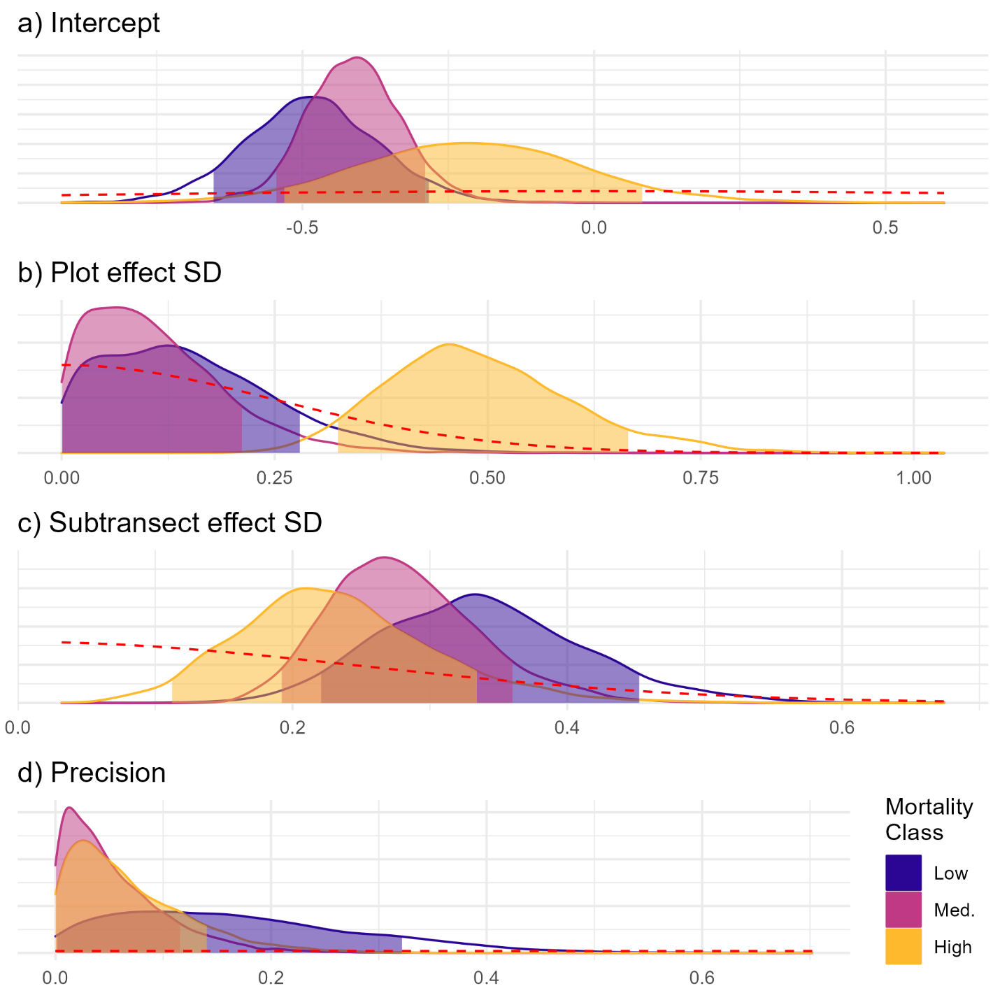 a) Intercept
-0.5 0.0 0.5
b) Plot effect SD
0.00 0.25 0.50 0.75 1.00
c) Subtransect effect SD
0.0 0.2 0.4 0.6
d) Precision
0.0 0.2 0.4 0.6
Mortality
Class
Low
Med.
High